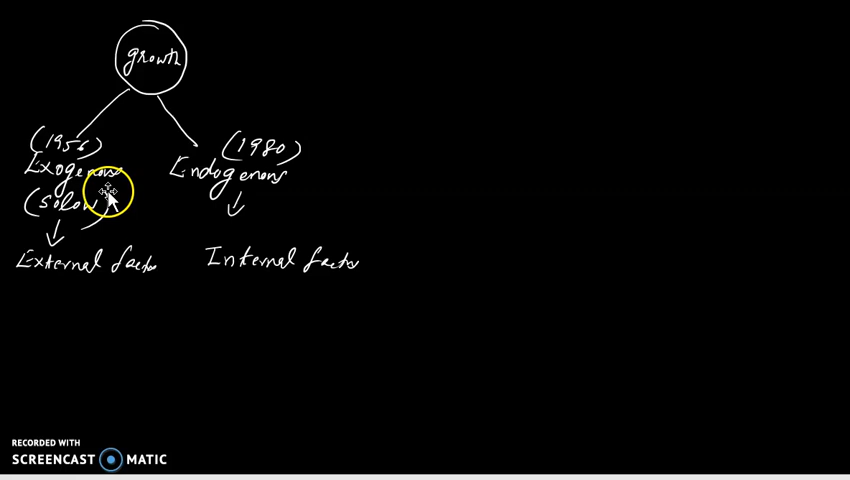 growth
(1956)
Exogenous
(Solow)
External factor
(1980)
Endogenous
Internal factor
RECORDED WITH
SCREENCAST MATIC